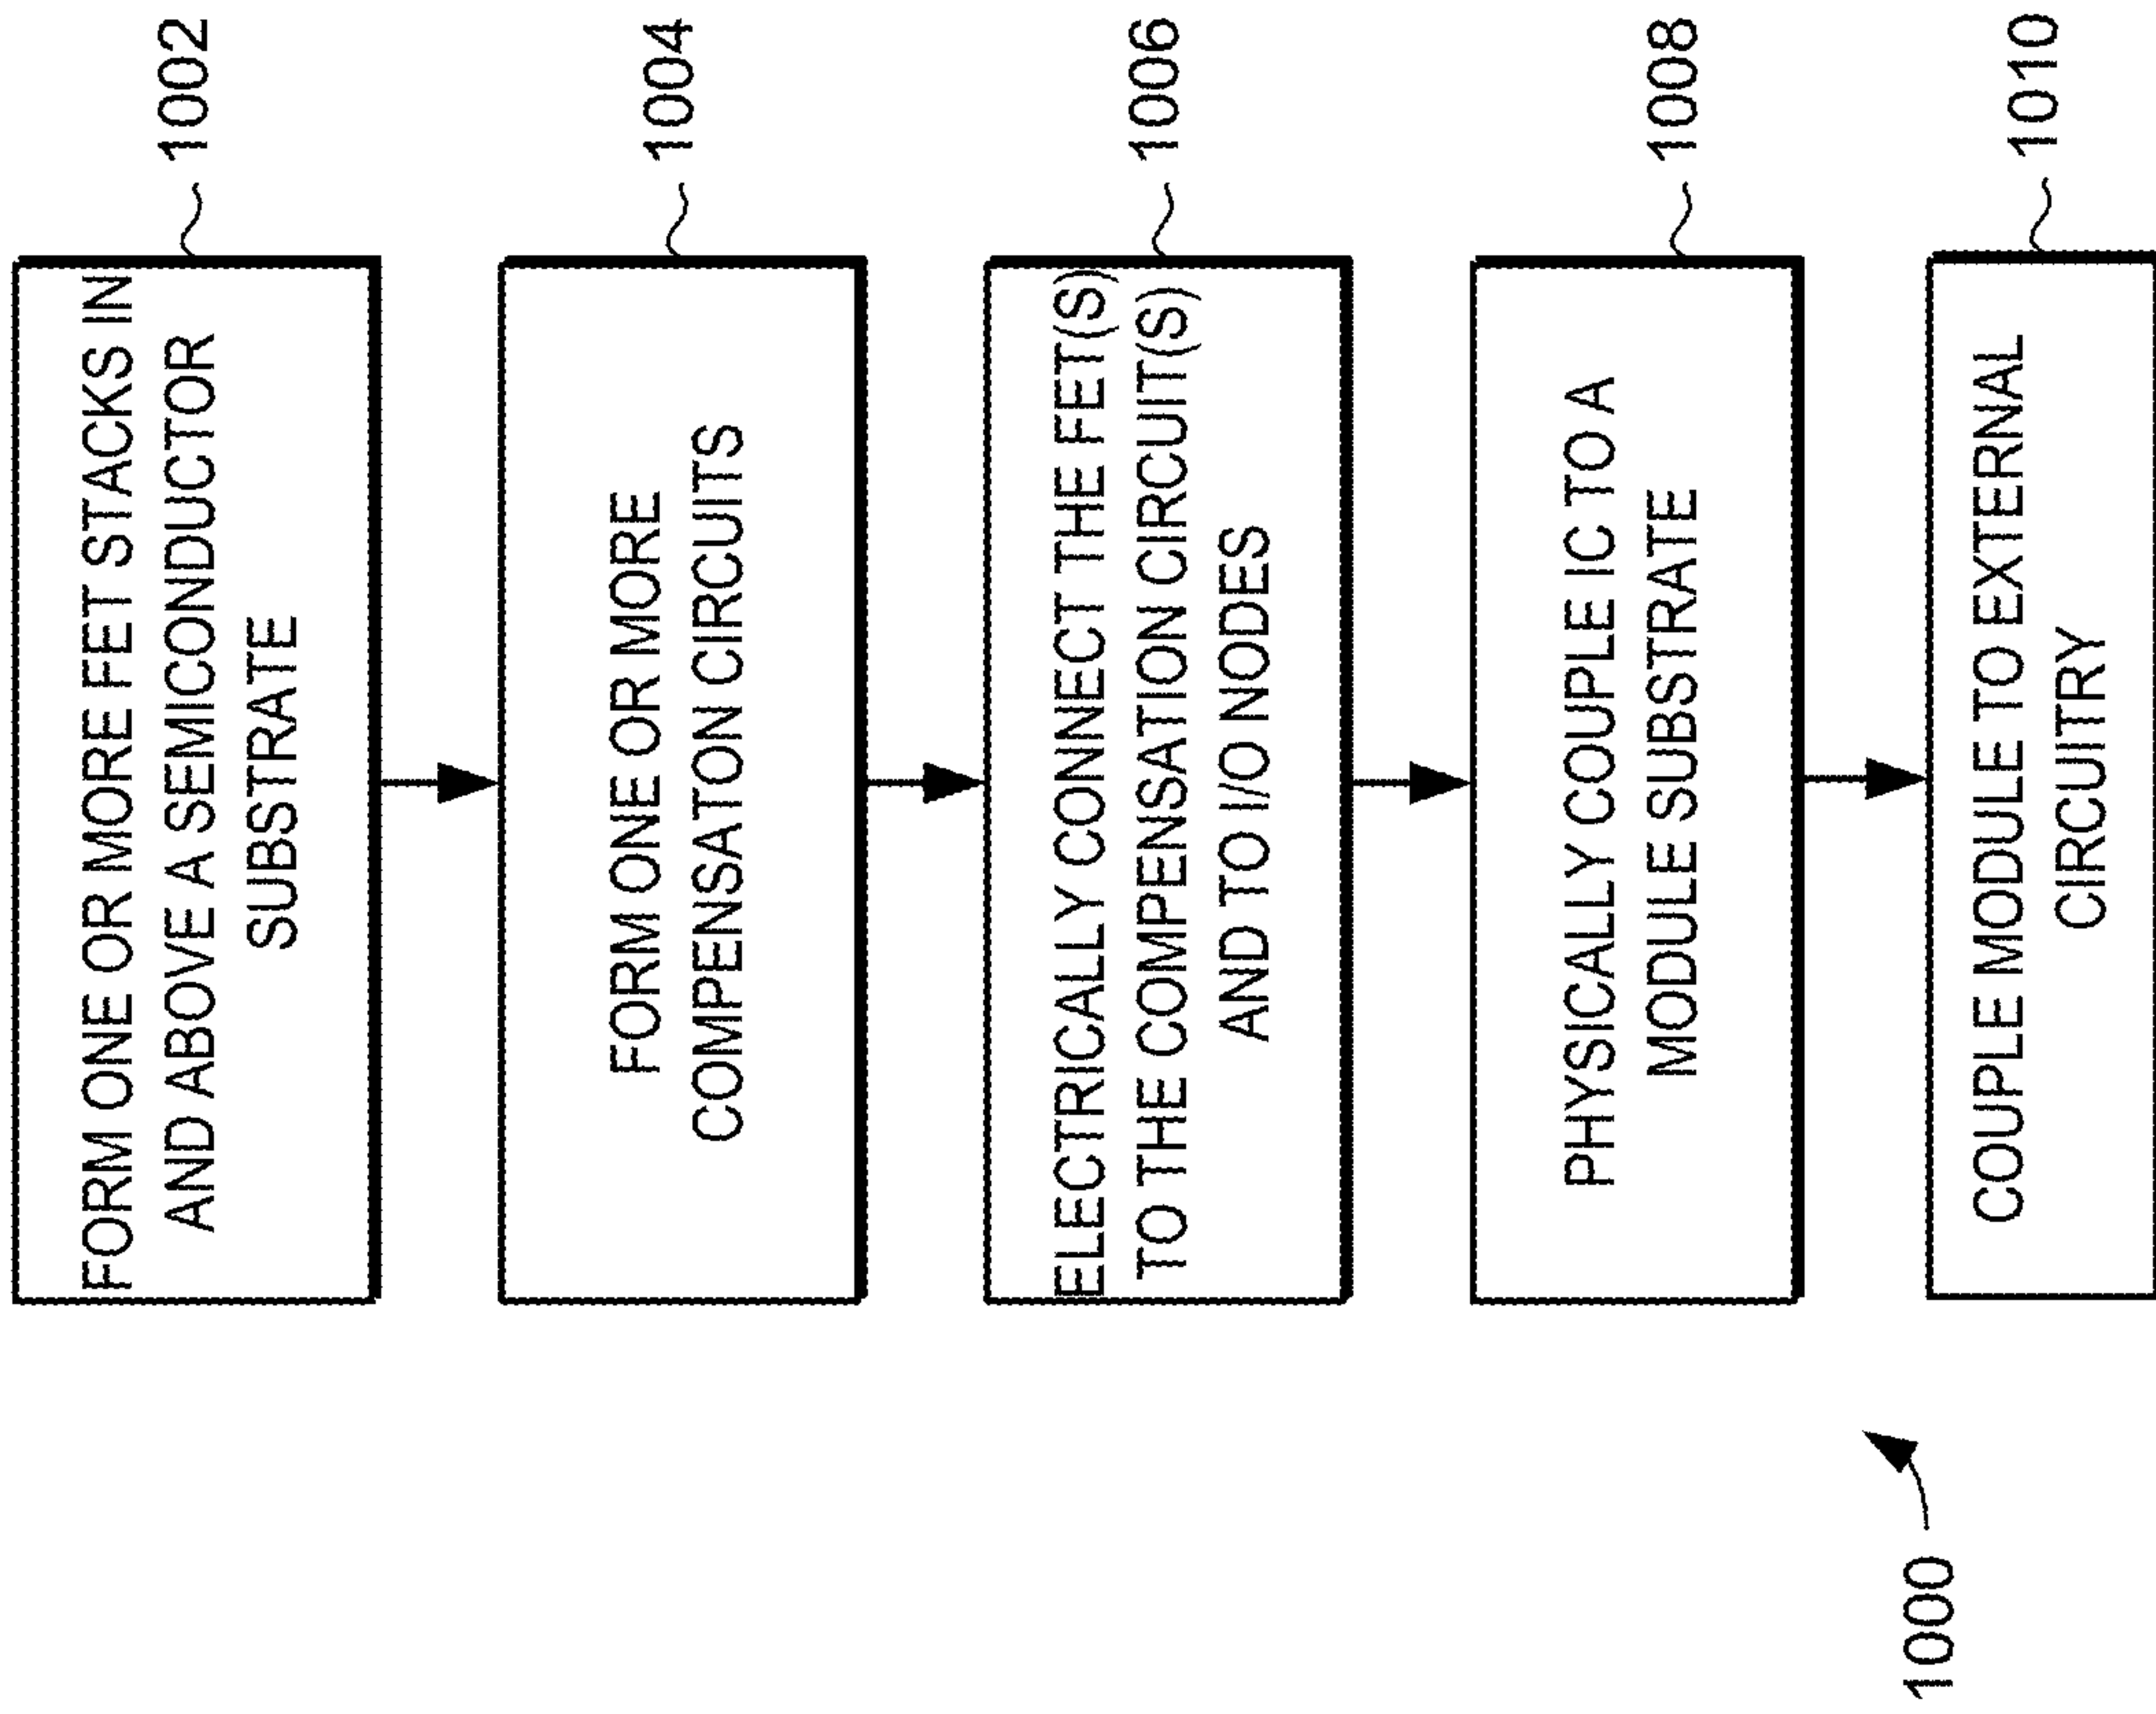 FORM ONE OR MORE FET STACKS IN
AND ABOVE A SEMICONDUCTOR
SUBSTRATE
1002
FORM ONE OR MORE
COMPENSATON CIRCUITS
1004
ELECTRICALLY CONNECT THE FET(S)
TO THE COMPENSATION CIRCUIT(S)
AND TO I/O NODES
1006
PHYSICALLY COUPLE IC TO A
MODULE SUBSTRATE
1008
COUPLE MODULE TO EXTERNAL
CIRCUITRY
1010
1000